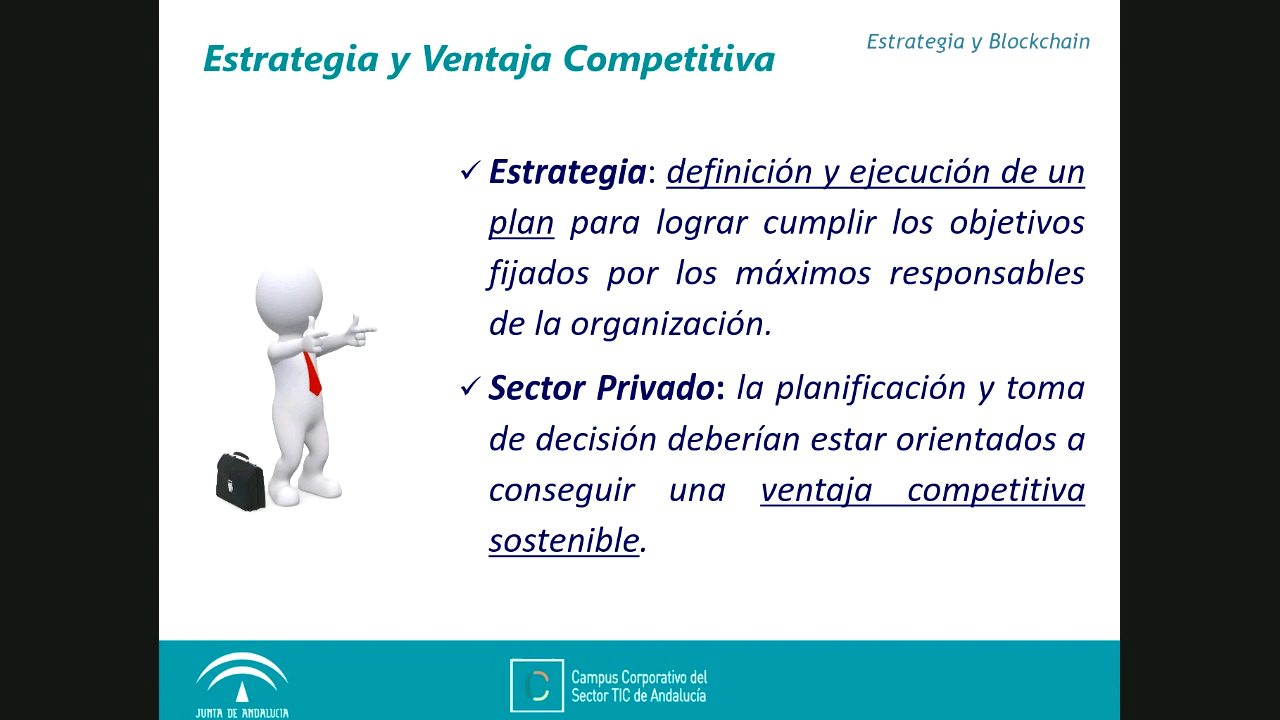 Estrategia y Ventaja Competitiva
Estrategia y Blockchain
✓ Estrategia: definición y ejecución de un
plan para lograr cumplir los objetivos
fijados por los máximos responsables
de la organización.
✓ Sector Privado: la planificación y toma
de decisión deberían estar orientados a
conseguir una ventaja competitiva
sostenible.
JUNTA DE ANDALUCIA
C
Campus Corporativo del
Sector TIC de Andalucía